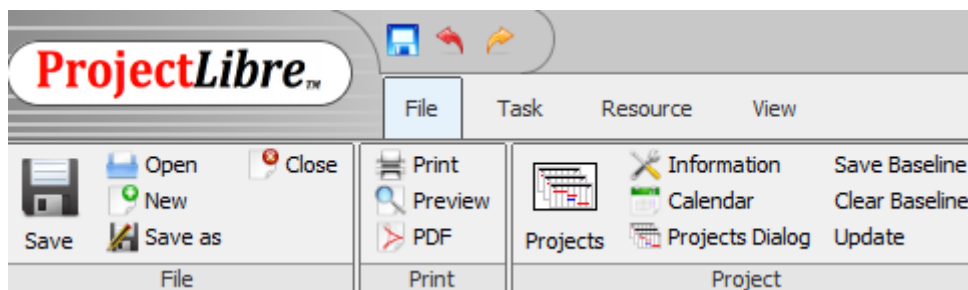 ProjectLibre™
File Task Resource View
Open Close Print Information Save Baseline
New Preview Calendar Clear Baseline
Save Save as PDF Projects Projects Dialog Update
File Print Project